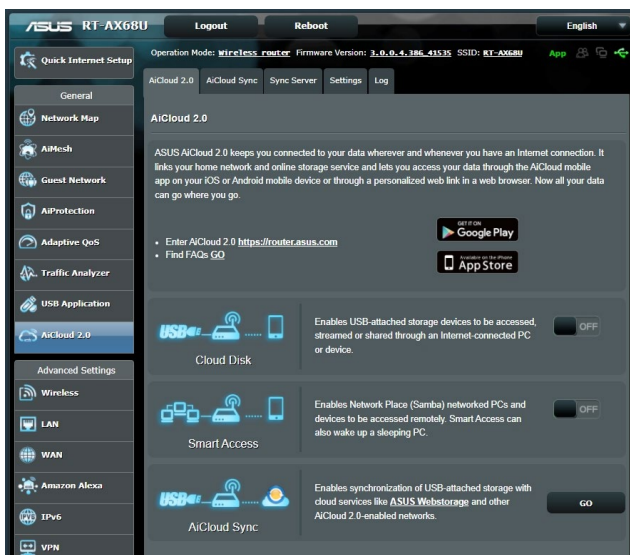 ASUS RT-AX68U Logout Reboot English
Quick Internet Setup
Operation Mode: Wireless router Firmware Version: 3.0.0.4.386_41535 SSID: RT-AX68U App
AiCloud 2.0 AiCloud Sync Sync Server Settings Log
General
Network Map
AiMesh
Guest Network
AiProtection
Adaptive QoS
Traffic Analyzer
USB Application
AiCloud 2.0
Advanced Settings
Wireless
LAN
WAN
Amazon Alexa
IPv6
VPN
AiCloud 2.0
ASUS AiCloud 2.0 keeps you connected to your data wherever and whenever you have an Internet connection. It
links your home network and online storage service and lets you access your data through the AiCloud mobile
app on your iOS or Android mobile device or through a personalized web link in a web browser. Now all your data
can go where you go.
• Enter AiCloud 2.0 https://router.asus.com
• Find FAQs GO
GET IT ON
Google Play
Available on the iPhone
App Store
USB
Cloud Disk
Enables USB-attached storage devices to be accessed,
streamed or shared through an Internet-connected PC
or device.
OFF
Smart Access
Enables Network Place (Samba) networked PCs and
devices to be accessed remotely. Smart Access can
also wake up a sleeping PC.
OFF
USB
AiCloud Sync
Enables synchronization of USB-attached storage with
cloud services like ASUS Webstorage and other
AiCloud 2.0-enabled networks.
GO